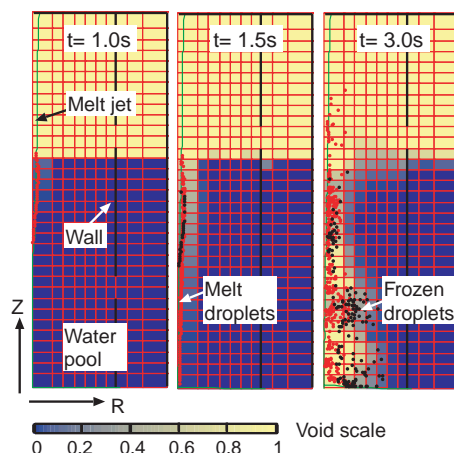 t= 1.0s
t= 1.5s
t= 3.0s
Melt jet
Wall
Melt
droplets
Frozen
droplets
Water
pool
Z
R
0 0.2 0.4 0.6 0.8 1
Void scale